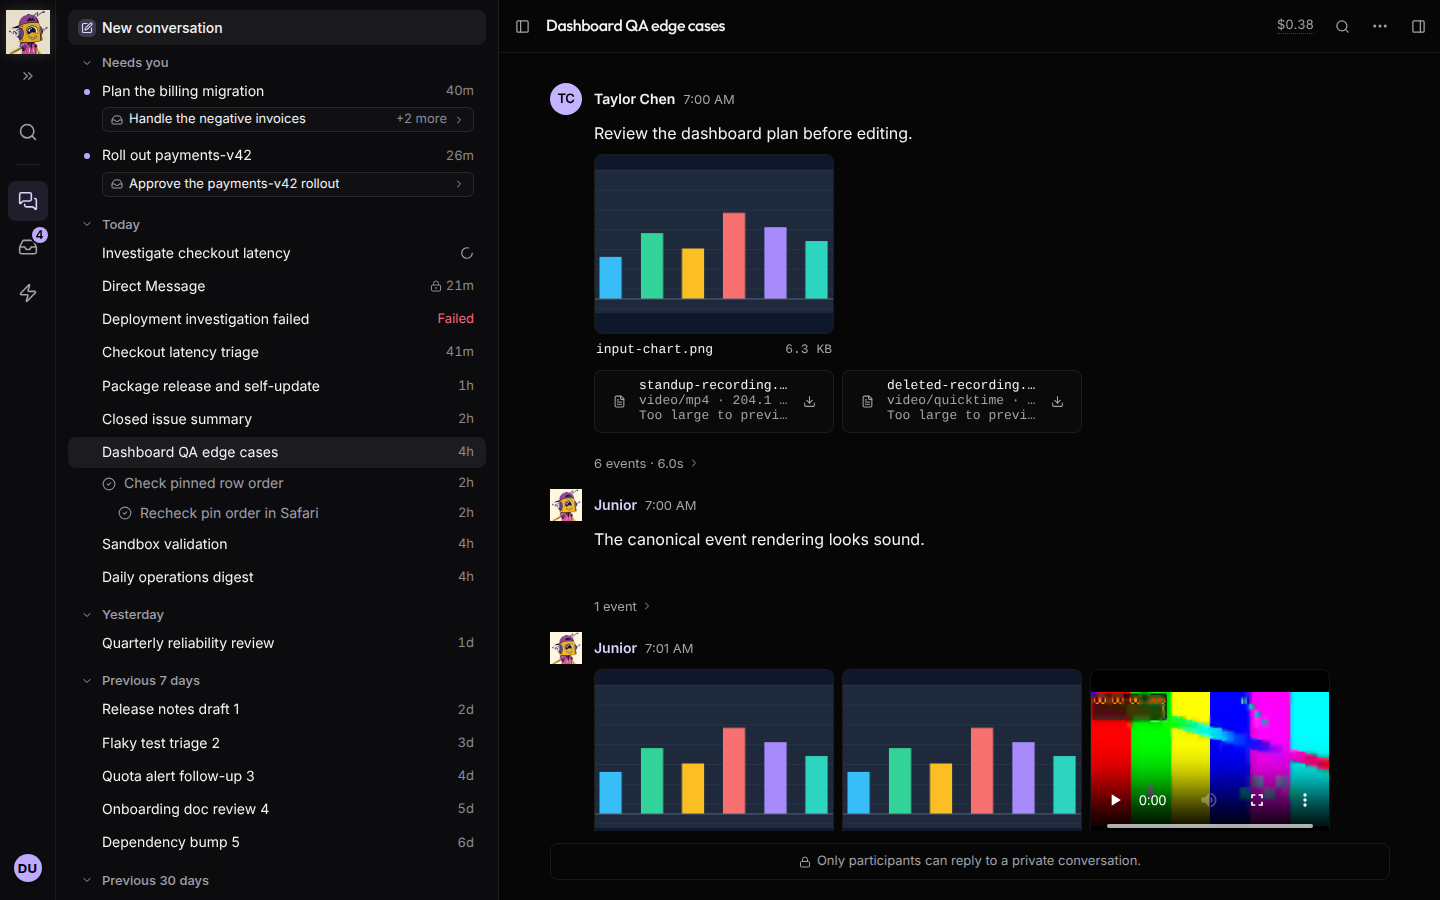 New conversation
Needs you
Plan the billing migration 40m
Handle the negative invoices +2 more
Roll out payments-v42 26m
Approve the payments-v42 rollout
Today
Investigate checkout latency
Direct Message 21m
Deployment investigation failed Failed
Checkout latency triage 41m
Package release and self-update 1h
Closed issue summary 2h
Dashboard QA edge cases 4h
Check pinned row order 2h
Recheck pin order in Safari 2h
Sandbox validation 4h
Daily operations digest 4h
Yesterday
Quarterly reliability review 1d
Previous 7 days
Release notes draft 1 2d
Flaky test triage 2 3d
Quota alert follow-up 3 4d
Onboarding doc review 4 5d
Dependency bump 5 6d
Previous 30 days
4
DU
Dashboard QA edge cases $0.38
TC Taylor Chen 7:00 AM
Review the dashboard plan before editing.
input-chart.png 6.3 KB
standup-recording.…
video/mp4 · 204.1 …
Too large to previ…
deleted-recording.…
video/quicktime · …
Too large to previ…
6 events · 6.0s
Junior 7:00 AM
The canonical event rendering looks sound.
1 event
Junior 7:01 AM
0:00
Only participants can reply to a private conversation.